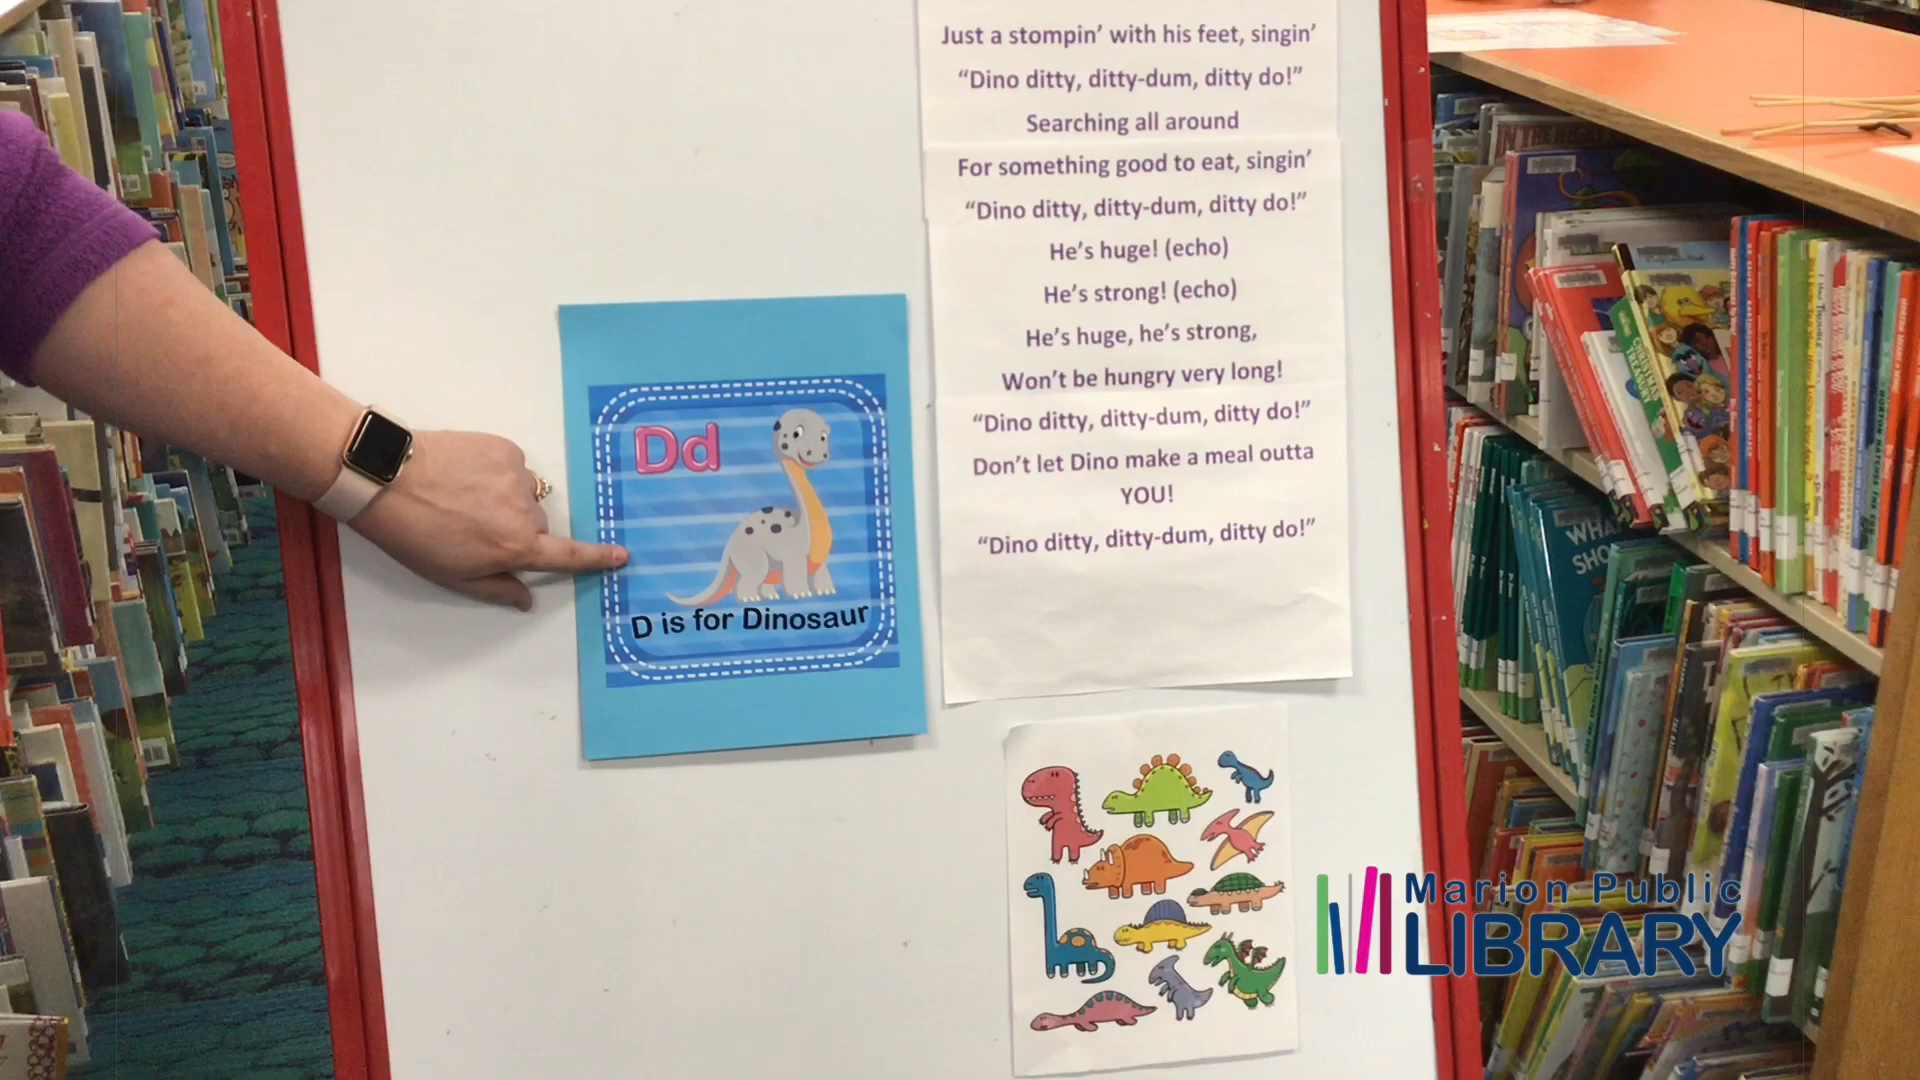 Just a stompin’ with his feet, singin’
“Dino ditty, ditty-dum, ditty do!”
Searching all around
For something good to eat, singin’
“Dino ditty, ditty-dum, ditty do!”
He’s huge! (echo)
He’s strong! (echo)
He’s huge, he’s strong,
Won’t be hungry very long!
“Dino ditty, ditty-dum, ditty do!”
Don’t let Dino make a meal outta
YOU!
“Dino ditty, ditty-dum, ditty do!”
Dd
D is for Dinosaur
Marion Public
LIBRARY